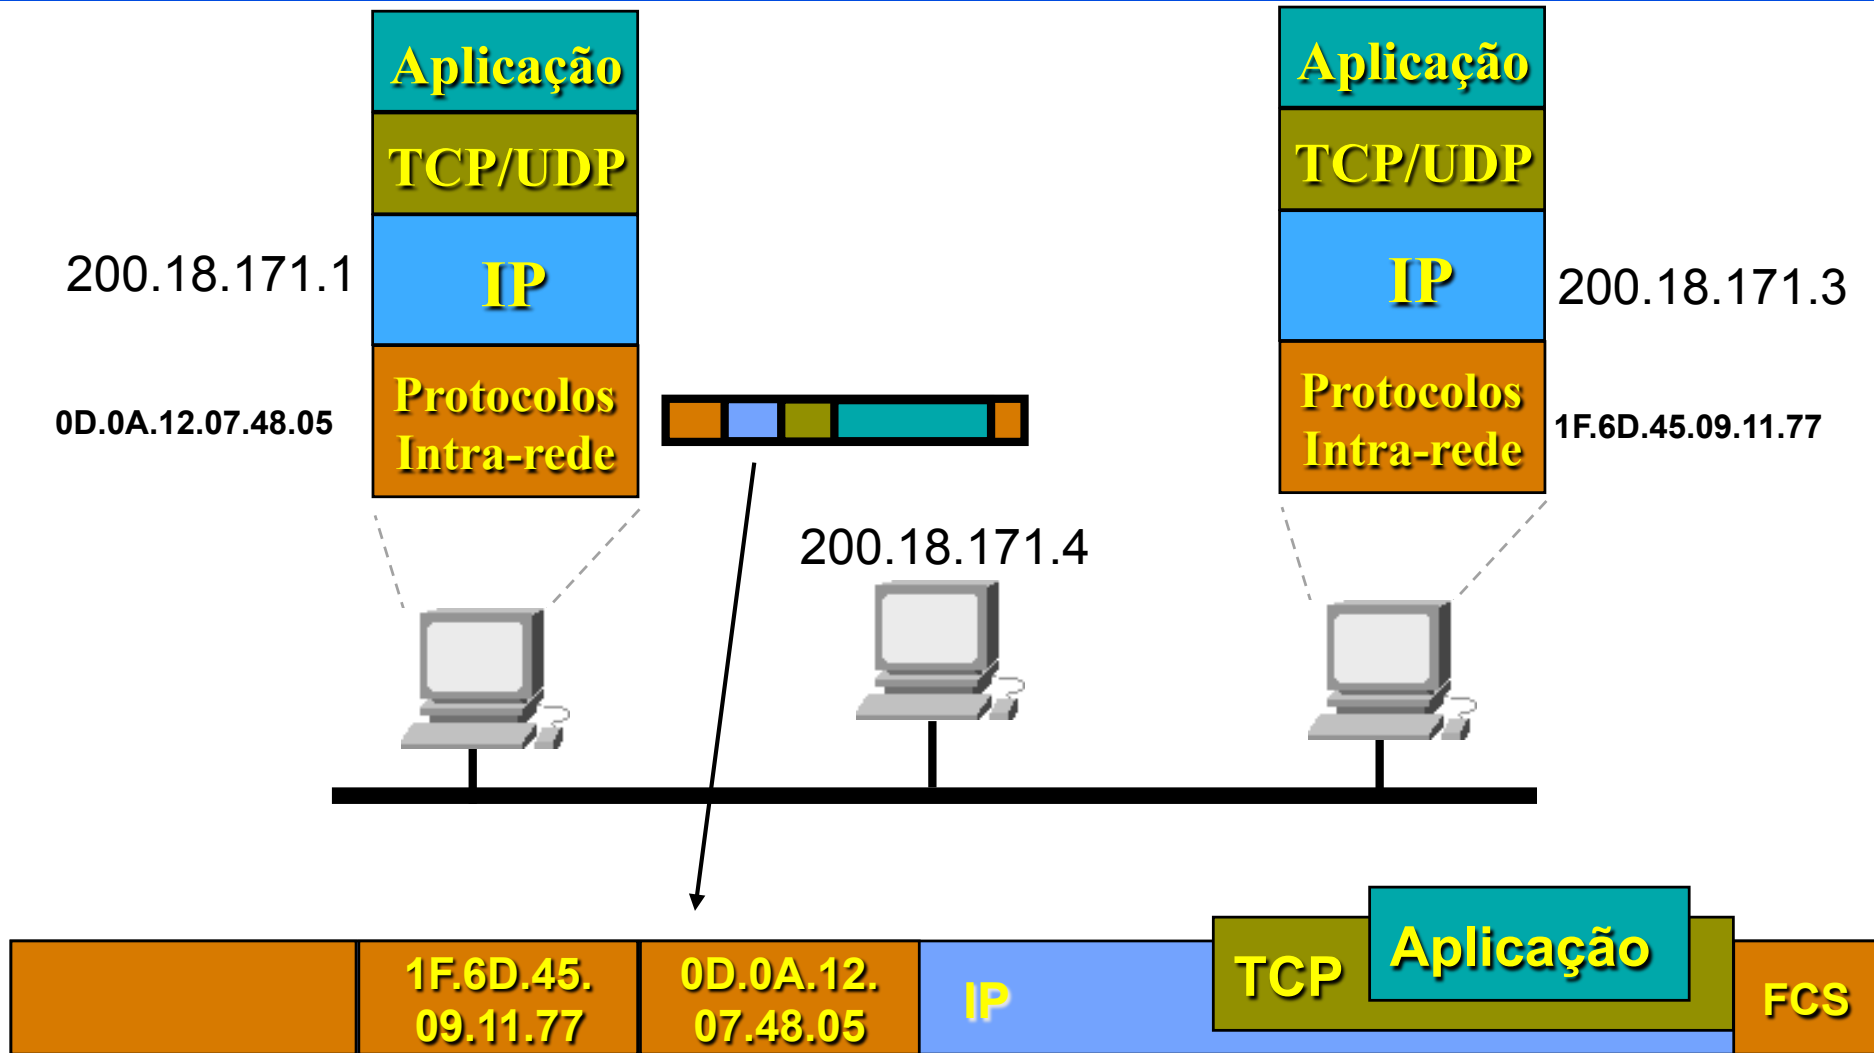 Aplicação
TCP/UDP
200.18.171.1
IP
0D.0A.12.07.48.05
Protocolos
Intra-rede
Aplicação
TCP/UDP
IP
200.18.171.3
Protocolos
Intra-rede
1F.6D.45.09.11.77
200.18.171.4
1F.6D.45.
09.11.77
0D.0A.12.
07.48.05
IP
TCP
Aplicação
FCS